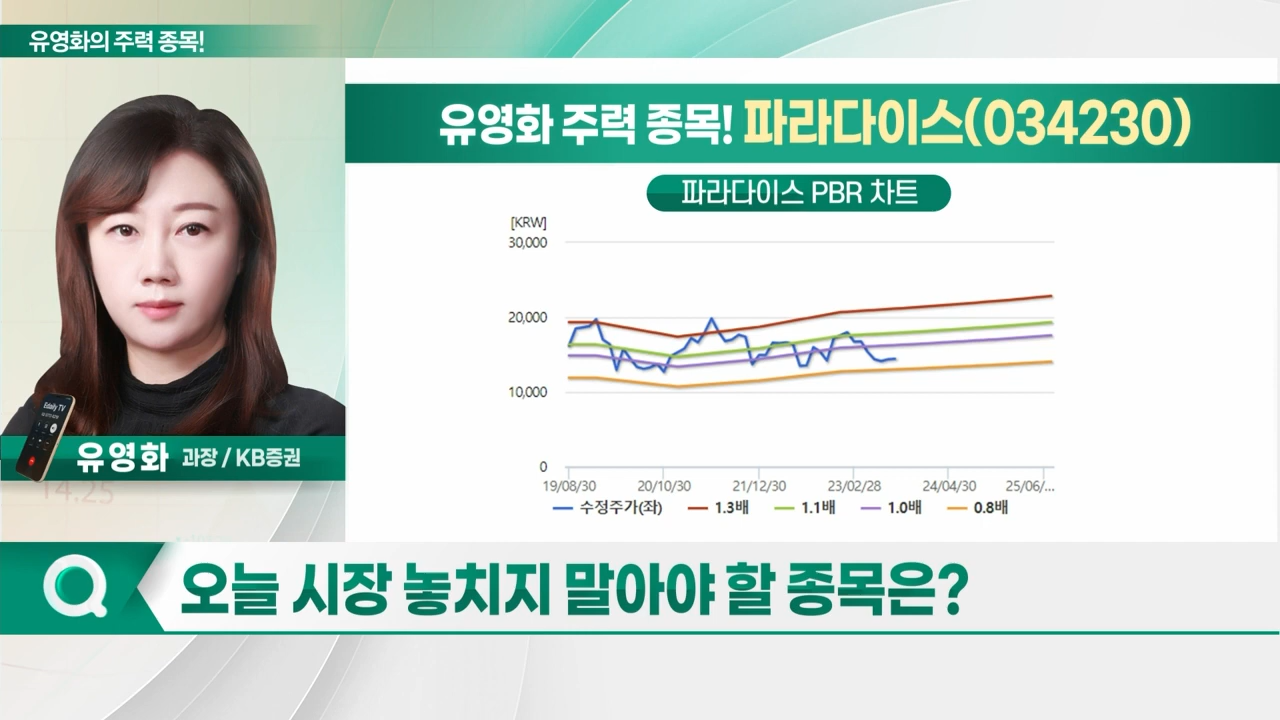 유영화의 주력 종목!
유영화 주력 종목! 파라다이스(034230)
파라다이스 PBR 차트
[KRW]
30,000
20,000
10,000
0
19/08/30 20/10/30 21/12/30 23/02/28 24/04/30 25/06/...
수정주가(좌) 1.3배 1.1배 1.0배 0.8배
Edaily TV
유영화 과장 / KB증권
14.25
오늘 시장 놓치지 말아야 할 종목은?